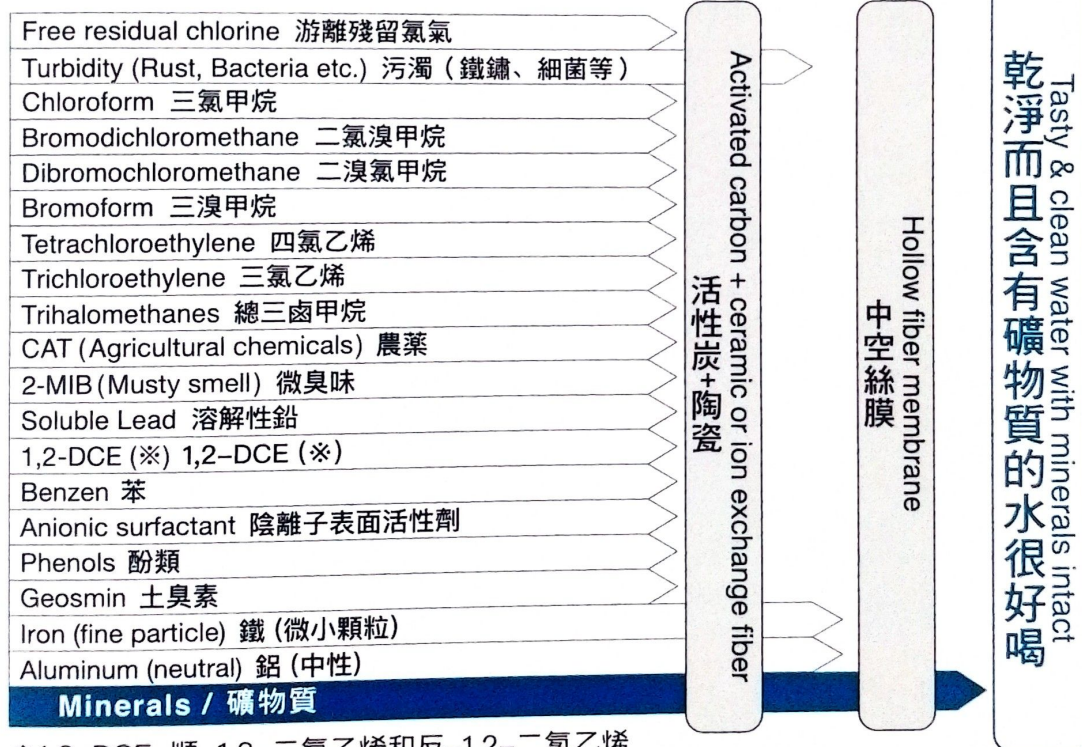 Free residual chlorine 游離殘留氯氣
Turbidity (Rust, Bacteria etc.) 污濁（鐵鏽、細菌等）
Chloroform 三氯甲烷
Bromodichloromethane 二氯溴甲烷
Dibromochloromethane 二溴氯甲烷
Bromoform 三溴甲烷
Tetrachloroethylene 四氯乙烯
Trichloroethylene 三氯乙烯
Trihalomethanes 總三鹵甲烷
CAT (Agricultural chemicals) 農薬
2-MIB (Musty smell) 微臭味
Soluble Lead 溶解性鉛
1,2-DCE (※) 1,2–DCE (※)
Benzen 苯
Anionic surfactant 陰離子表面活性劑
Phenols 酚類
Geosmin 土臭素
Iron (fine particle) 鐵 (微小顆粒)
Aluminum (neutral) 鋁 (中性)
Minerals / 礦物質
Activated carbon + ceramic or ion exchange fiber
活性炭+陶瓷
Hollow fiber membrane
中空絲膜
Tasty & clean water with minerals intact
乾淨而且含有礦物質的水很好喝